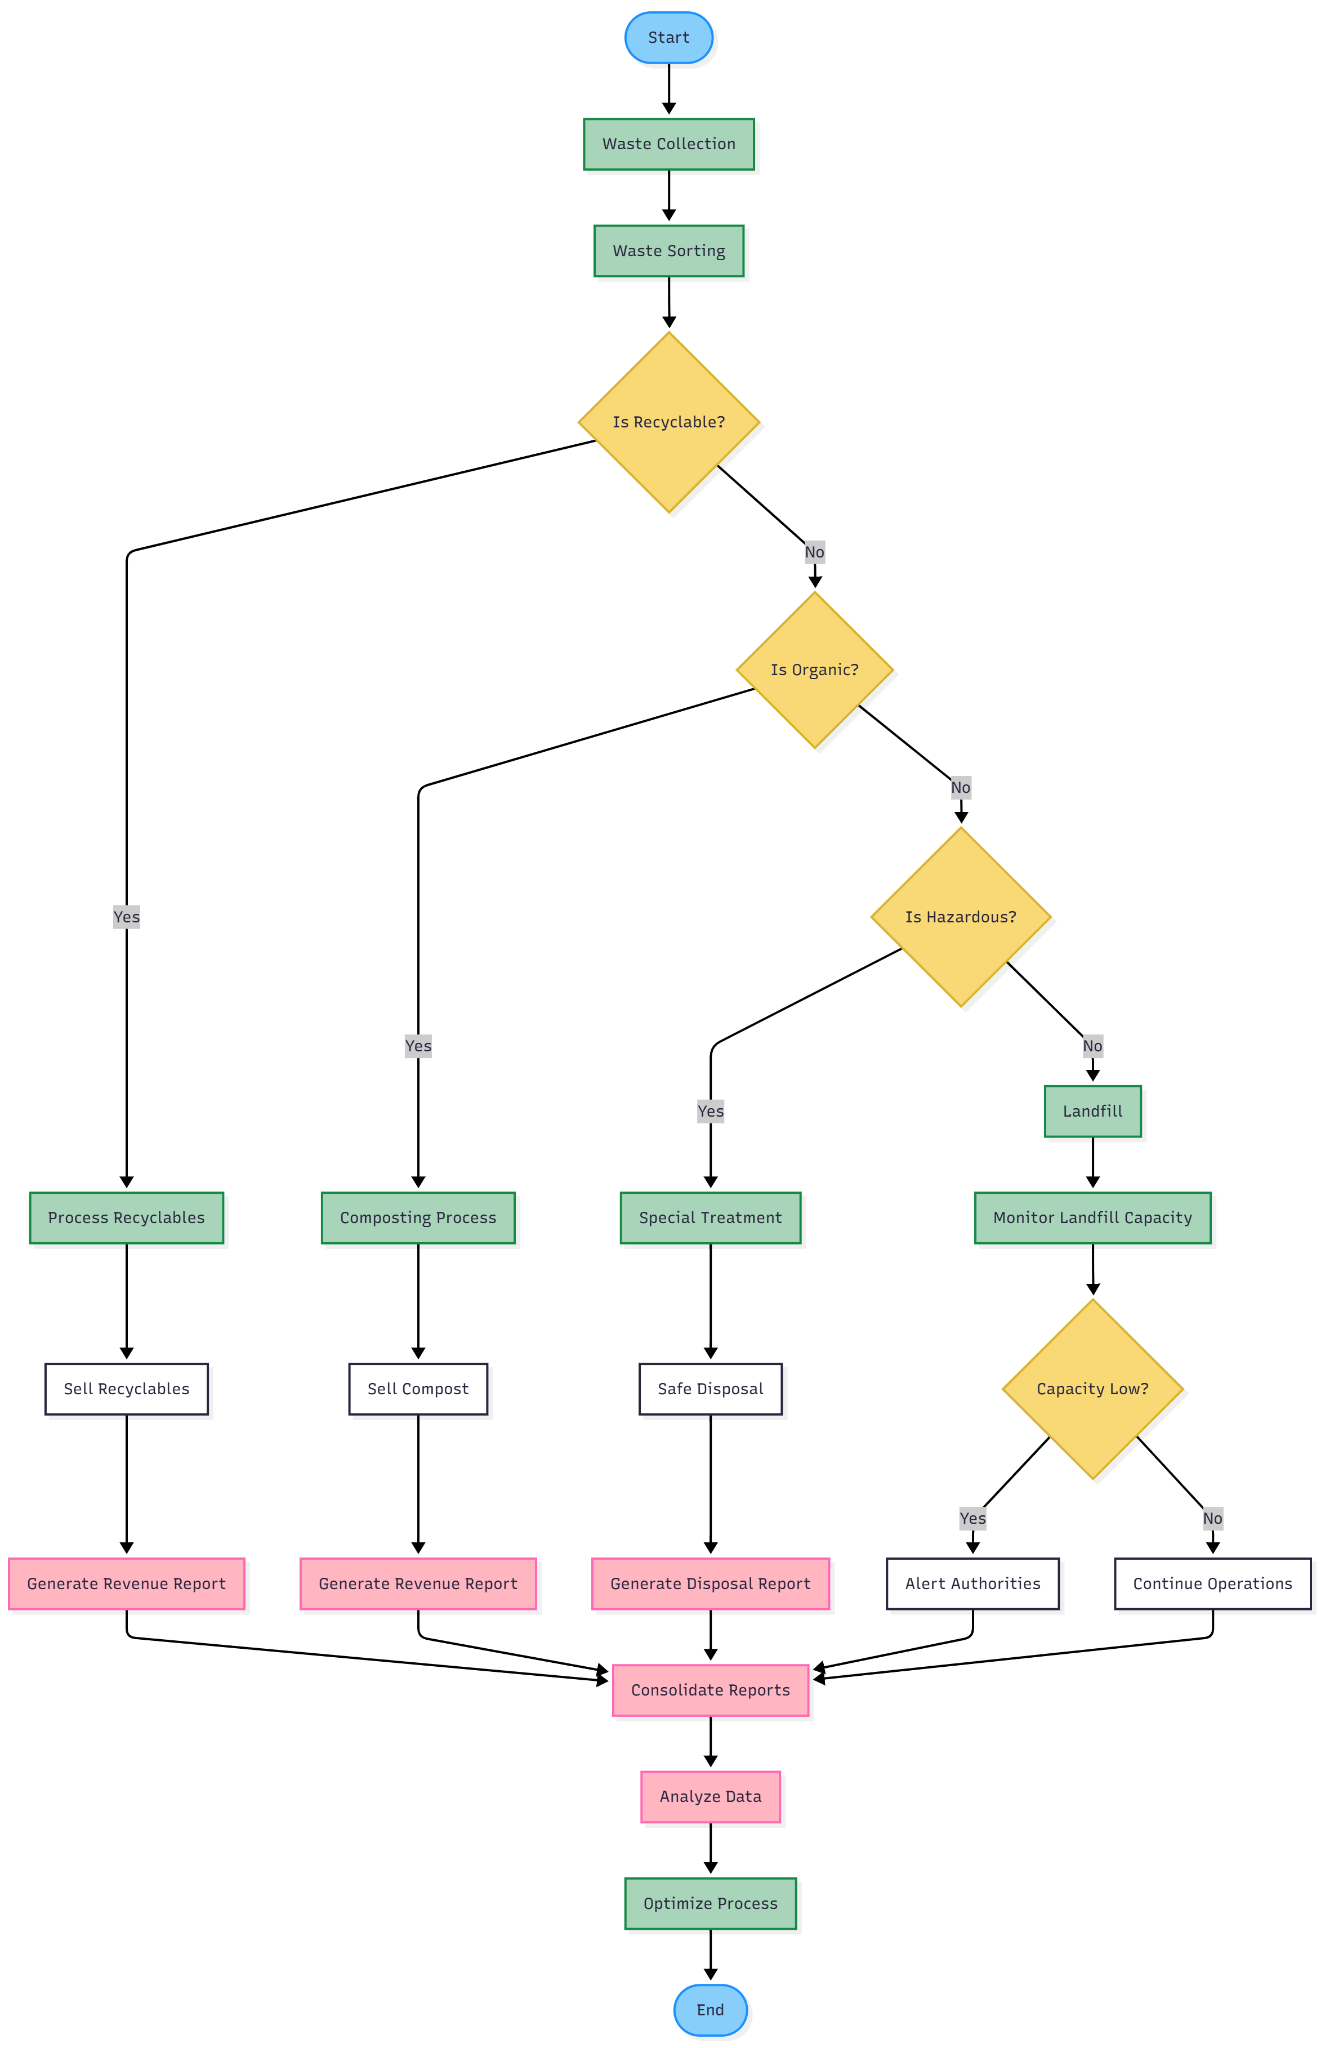 Start
Waste Collection
Waste Sorting
Is Recyclable?
No
Is Organic?
No
Yes
Is Hazardous?
Yes
No
Yes
Landfill
Process Recyclables
Composting Process
Special Treatment
Monitor Landfill Capacity
Sell Recyclables
Sell Compost
Safe Disposal
Capacity Low?
Yes
No
Generate Revenue Report
Generate Revenue Report
Generate Disposal Report
Alert Authorities
Continue Operations
Consolidate Reports
Analyze Data
Optimize Process
End